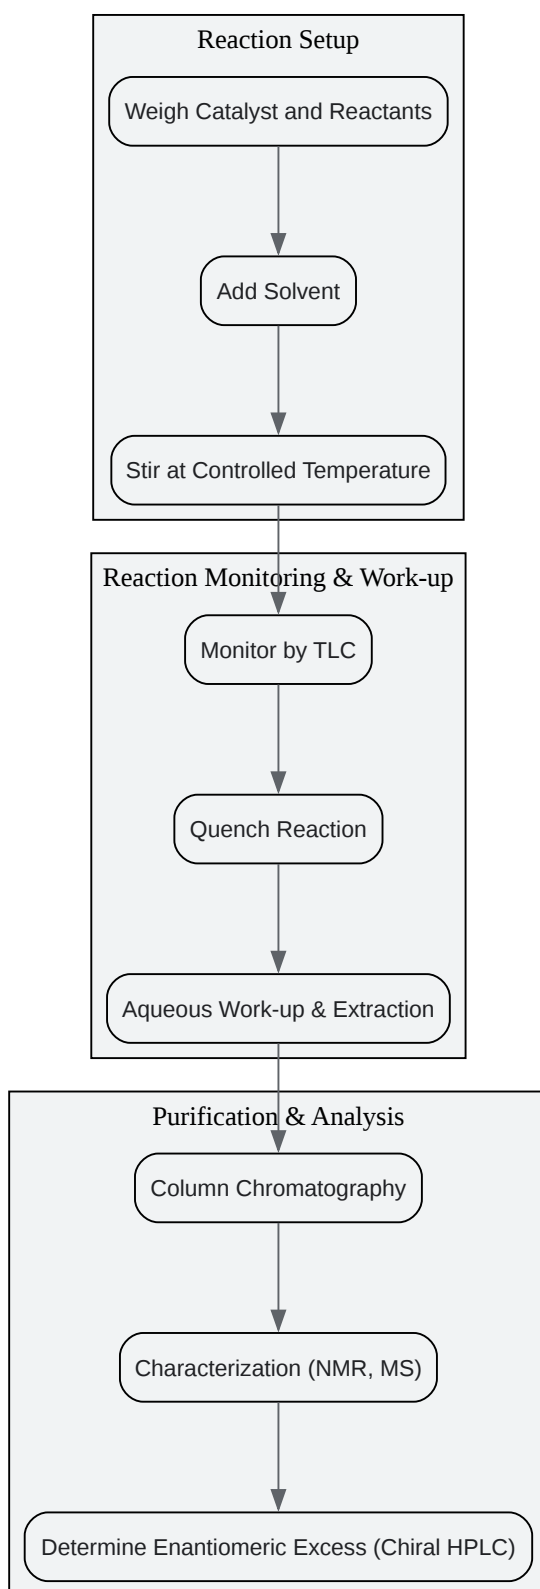 Reaction Setup
Weigh Catalyst and Reactants
Add Solvent
Stir at Controlled Temperature
Reaction Monitoring & Work-up
Monitor by TLC
Quench Reaction
Aqueous Work-up & Extraction
Purification & Analysis
Column Chromatography
Characterization (NMR, MS)
Determine Enantiomeric Excess (Chiral HPLC)